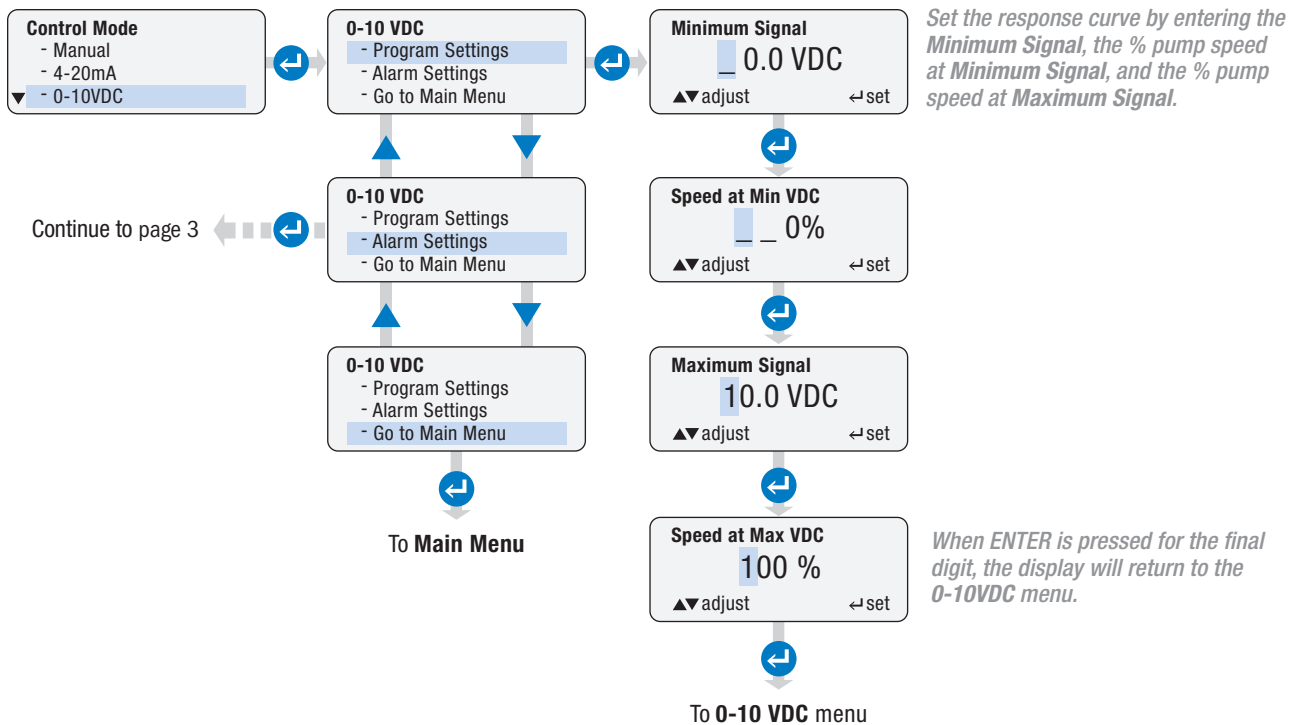 Control Mode
- Manual
- 4-20mA
- 0-10VDC
0-10 VDC
- Program Settings
- Alarm Settings
- Go to Main Menu
Minimum Signal
_ 0.0 VDC
▲▼ adjust ↵ set
Set the response curve by entering the
Minimum Signal, the % pump speed
at Minimum Signal, and the % pump
speed at Maximum Signal.
Continue to page 3
0-10 VDC
- Program Settings
- Alarm Settings
- Go to Main Menu
Speed at Min VDC
_ _ 0%
▲▼ adjust ↵ set
0-10 VDC
- Program Settings
- Alarm Settings
- Go to Main Menu
To Main Menu
Maximum Signal
10.0 VDC
▲▼ adjust ↵ set
Speed at Max VDC
100 %
▲▼ adjust ↵ set
When ENTER is pressed for the final
digit, the display will return to the
0-10VDC menu.
To 0-10 VDC menu